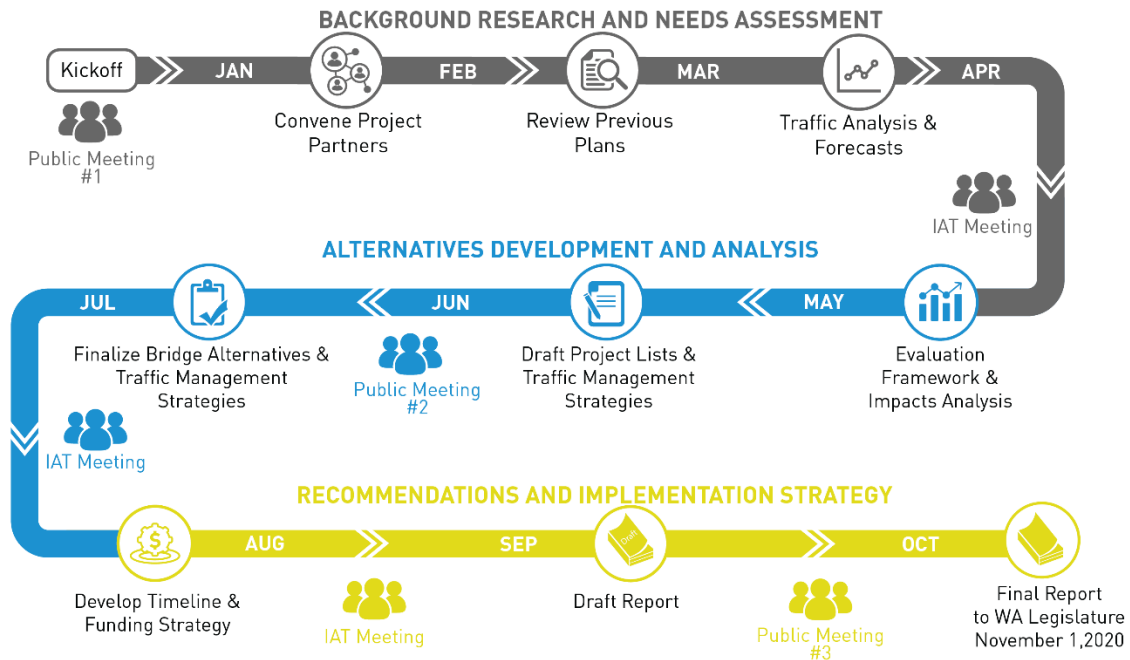 BACKGROUND RESEARCH AND NEEDS ASSESSMENT
Kickoff
JAN
FEB
MAR
APR
Convene Project
Partners
Review Previous
Plans
Traffic Analysis &
Forecasts
Public Meeting
#1
IAT Meeting
ALTERNATIVES DEVELOPMENT AND ANALYSIS
JUL
JUN
MAY
Finalize Bridge Alternatives &
Traffic Management
Strategies
Public Meeting
#2
Draft Project Lists &
Traffic Management
Strategies
Evaluation
Framework &
Impacts Analysis
IAT Meeting
RECOMMENDATIONS AND IMPLEMENTATION STRATEGY
$
AUG
SEP
Draft
OCT
Develop Timeline &
Funding Strategy
IAT Meeting
Draft Report
Public Meeting
#3
Final Report
to WA Legislature
November 1,2020